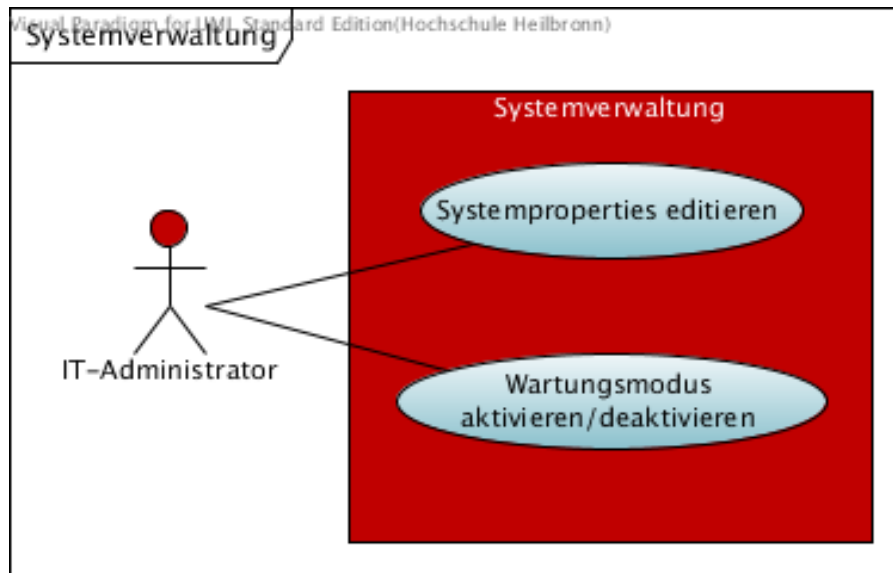 Visual Paradigm for UML Standard Edition(Hochschule Heilbronn)
Systemverwaltung
Systemverwaltung
Systemproperties editieren
IT-Administrator
Wartungsmodus
aktivieren/deaktivieren